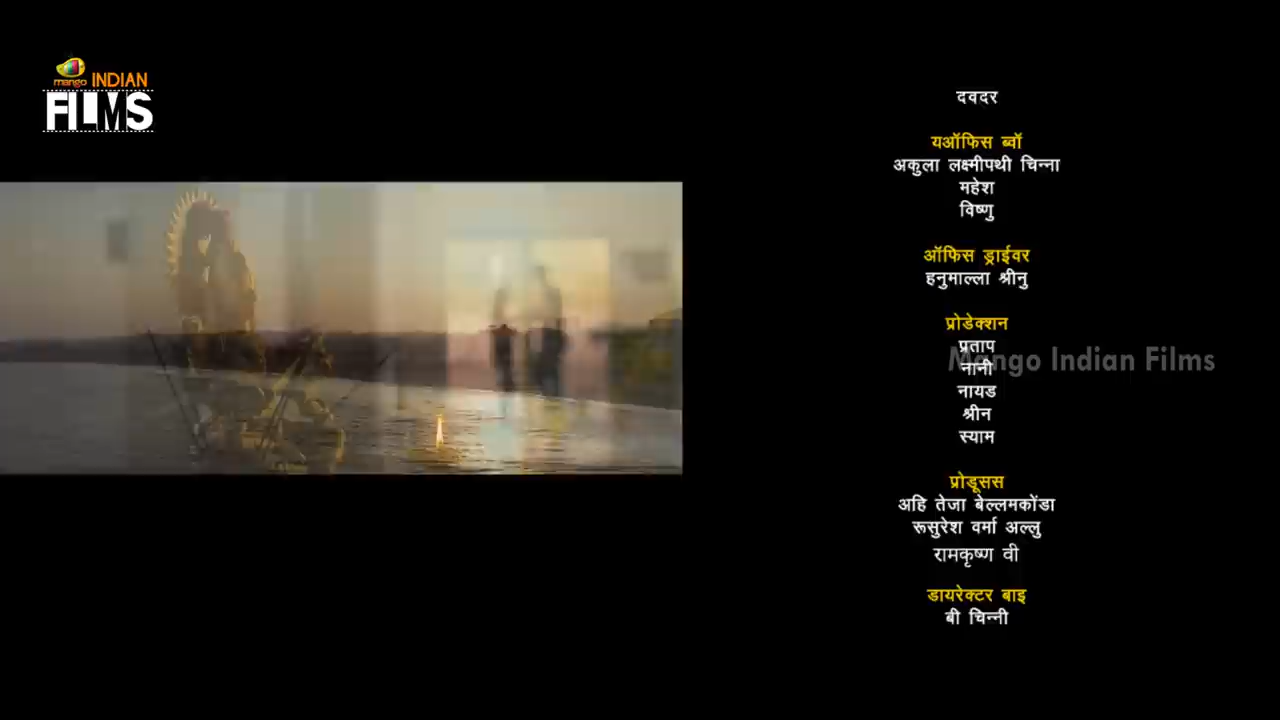 mango INDIAN
FILMS
दवदर
यऑफिस ब्वॉ
अकुला लक्ष्मीपथी चिन्ना
महेश
विष्णु
ऑफिस ड्राईवर
हनुमाल्ला श्रीनु
प्रोडेक्शन
प्रताप
Mango Indian Films
नानी
नायड
श्रीन
स्याम
प्रोडूसस
अहि तेजा बेल्लमकोंडा
रूसुरेश वर्मा अल्लु
रामकृष्ण वी
डायरेक्टर बाइ
बी चिन्नी